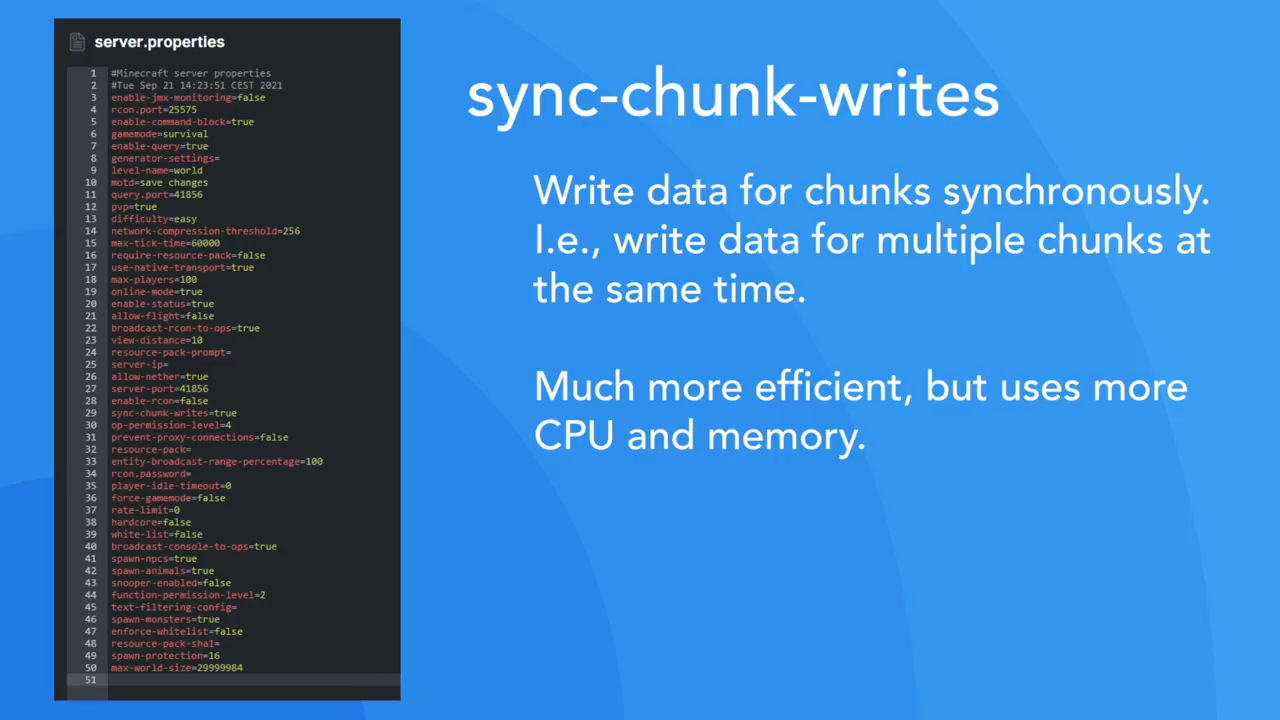 server.properties
1 #Minecraft server properties
2 #Tue Sep 21 14:23:51 CEST 2021
3 enable-jmx-monitoring=false
4 rcon.port=25575
5 enable-command-block=true
6 gamemode=survival
7 enable-query=true
8 generator-settings=
9 level-name=world
10 motd=save changes
11 query.port=41856
12 pvp=true
13 difficulty=easy
14 network-compression-threshold=256
15 max-tick-time=60000
16 require-resource-pack=false
17 use-native-transport=true
18 max-players=100
19 online-mode=true
20 enable-status=true
21 allow-flight=false
22 broadcast-rcon-to-ops=true
23 view-distance=10
24 resource-pack-prompt=
25 server-ip=
26 allow-nether=true
27 server-port=41856
28 enable-rcon=false
29 sync-chunk-writes=true
30 op-permission-level=4
31 prevent-proxy-connections=false
32 resource-pack=
33 entity-broadcast-range-percentage=100
34 rcon.password=
35 player-idle-timeout=0
36 force-gamemode=false
37 rate-limit=0
38 hardcore=false
39 white-list=false
40 broadcast-console-to-ops=true
41 spawn-npcs=true
42 spawn-animals=true
43 snooper-enabled=false
44 function-permission-level=2
45 text-filtering-config=
46 spawn-monsters=true
47 enforce-whitelist=false
48 resource-pack-sha1=
49 spawn-protection=16
50 max-world-size=29999984
51
sync-chunk-writes
Write data for chunks synchronously.
I.e., write data for multiple chunks at
the same time.
Much more efficient, but uses more
CPU and memory.